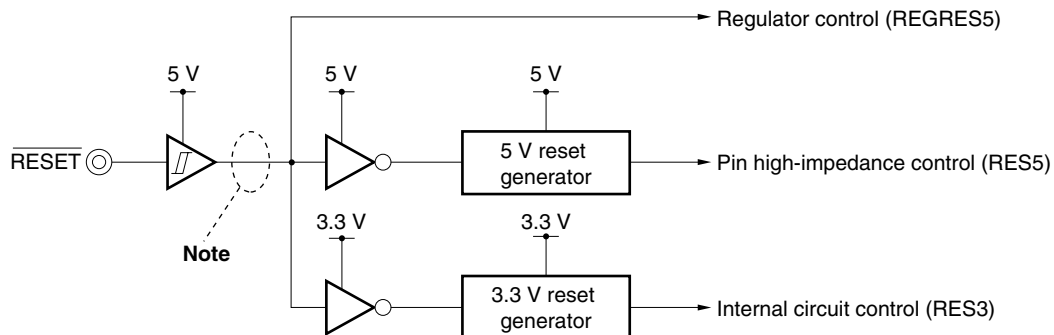 Regulator control (REGRES5)
5 V
5 V
5 V
RESET
5 V reset
generator
Pin high-impedance control (RES5)
Note
3.3 V
3.3 V
3.3 V reset
generator
Internal circuit control (RES3)